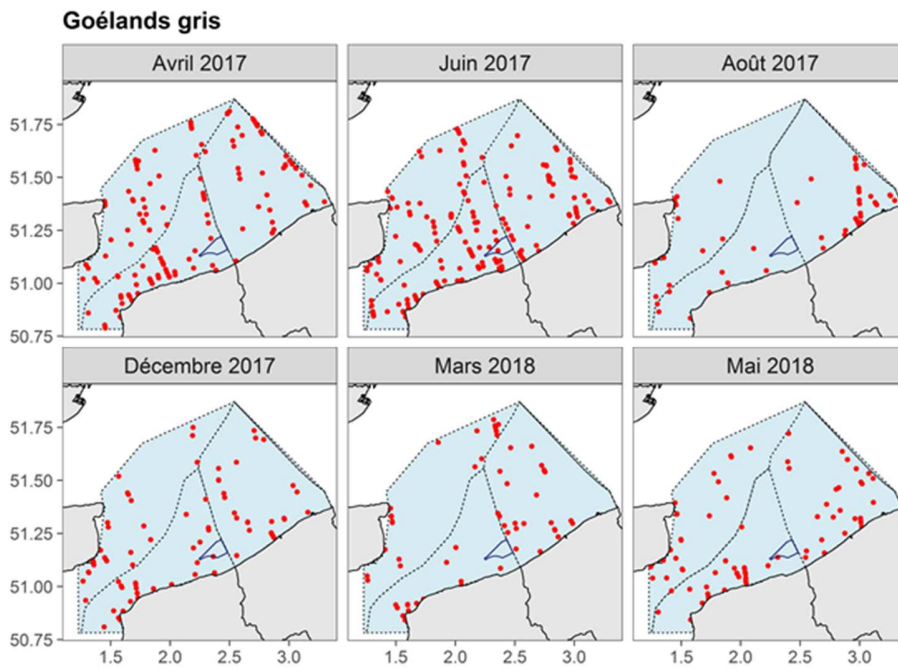 Goélands gris
Avril 2017
Juin 2017
Août 2017
51.75
51.50
51.25
51.00
50.75
Décembre 2017
Mars 2018
Mai 2018
51.75
51.50
51.25
51.00
50.75
1.5 2.0 2.5 3.0
1.5 2.0 2.5 3.0
1.5 2.0 2.5 3.0